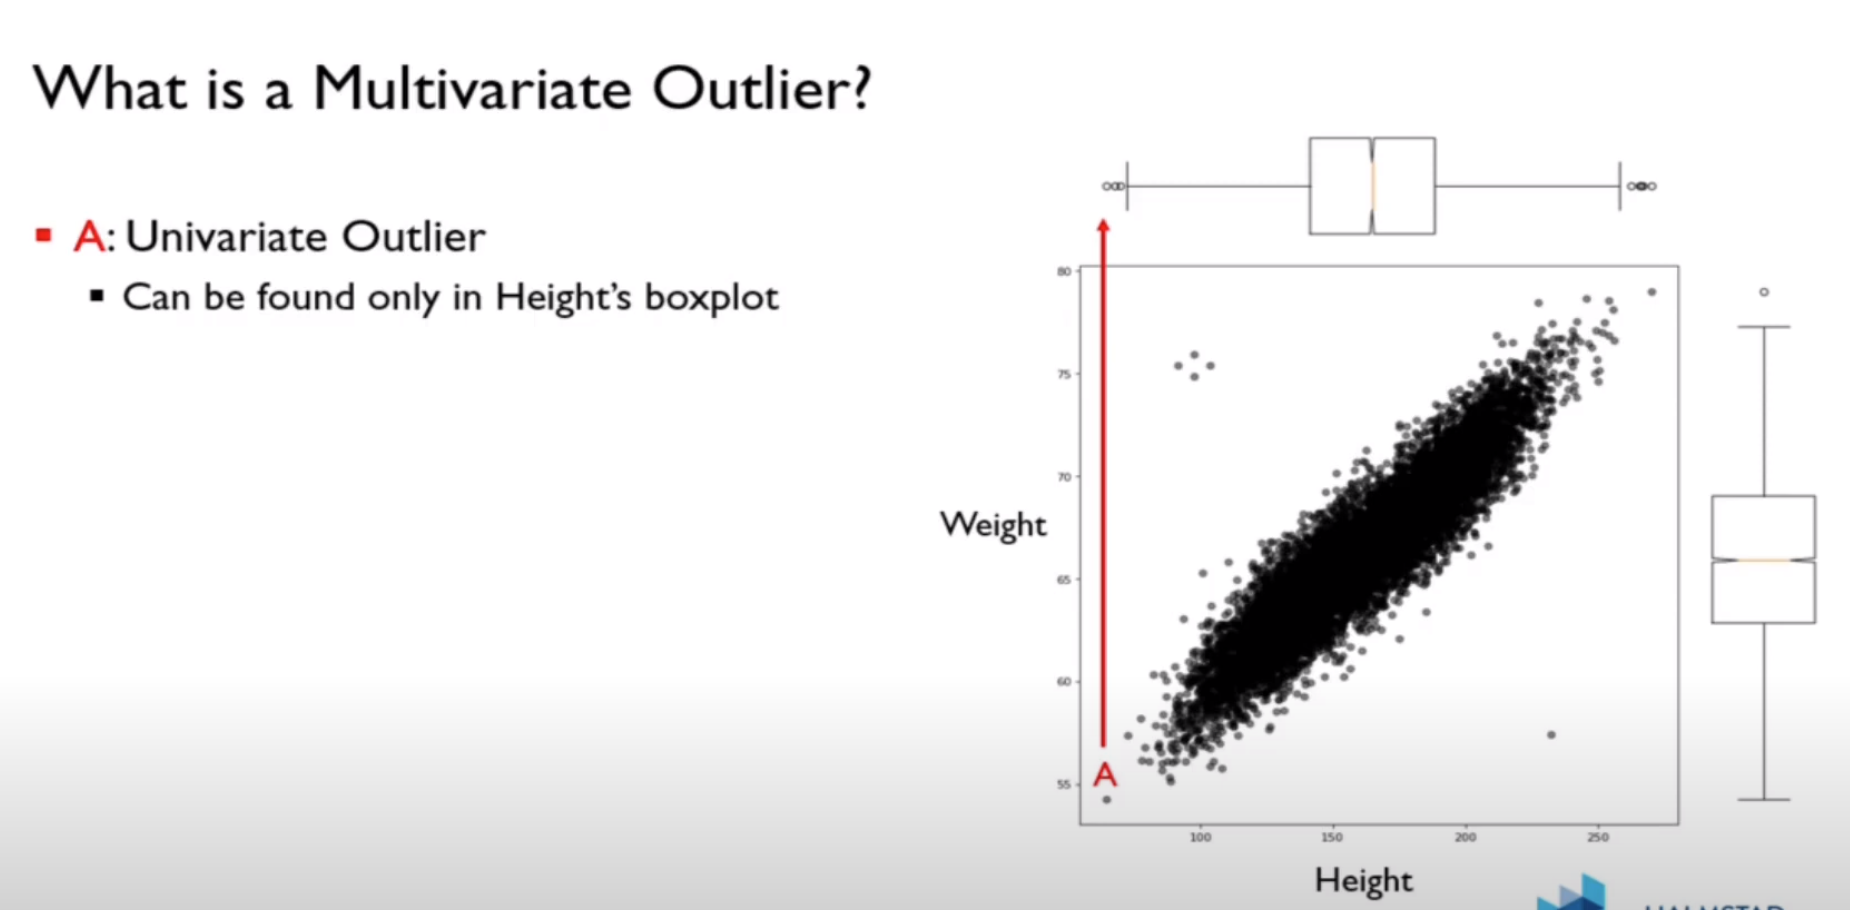 What is a Multivariate Outlier?
A: Univariate Outlier
Can be found only in Height's boxplot
80
75
70
Weight
65
60
A
55
100 150 200 250
Height
HALMSTAD